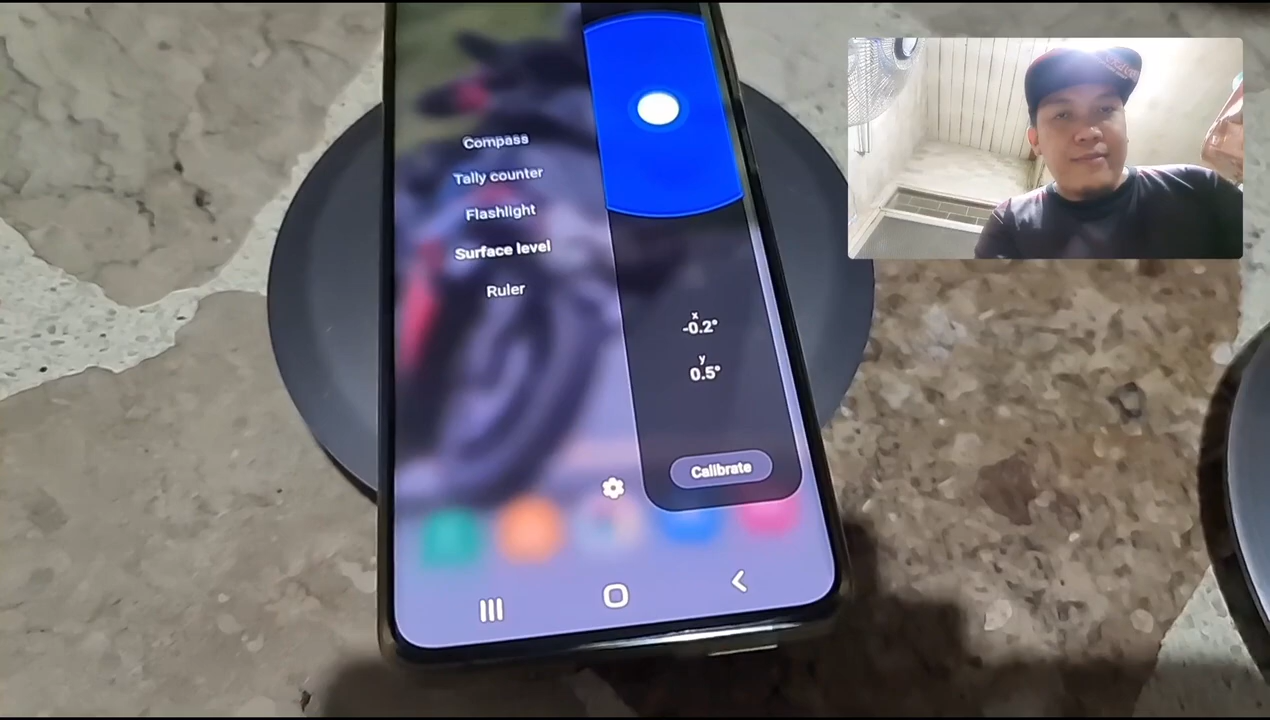 Compass
Tally counter
Flashlight
Surface level
Ruler
x
-0.2°
y
0.5°
Calibrate